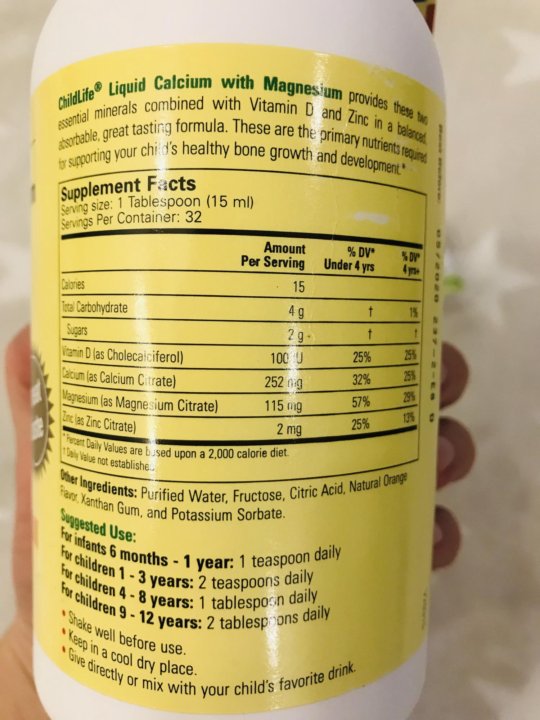 ChildLife® Liquid Calcium with Magnesium provides these two
essential minerals combined with Vitamin D and Zinc in a balanced,
absorbable, great tasting formula. These are the primary nutrients required
for supporting your child's healthy bone growth and development.*
Supplement Facts
Serving size: 1 Tablespoon (15 ml)
Servings Per Container: 32
Amount Per Serving % DV* Under 4 yrs % DV* 4 yrs+
Calories 15
Total Carbohydrate 4 g † 1%
Sugars 2 g † †
Vitamin D (as Cholecalciferol) 100 IU 25% 25%
Calcium (as Calcium Citrate) 252 mg 32% 25%
Magnesium (as Magnesium Citrate) 115 mg 57% 29%
Zinc (as Zinc Citrate) 2 mg 25% 13%
* Percent Daily Values are based upon a 2,000 calorie diet.
† Daily Value not established
Other Ingredients: Purified Water, Fructose, Citric Acid, Natural Orange
Flavor, Xanthan Gum, and Potassium Sorbate.
Suggested Use:
For infants 6 months - 1 year: 1 teaspoon daily
For children 1 - 3 years: 2 teaspoons daily
For children 4 - 8 years: 1 tablespoon daily
For children 9 - 12 years: 2 tablespoons daily
• Shake well before use.
• Keep in a cool dry place.
• Give directly or mix with your child's favorite drink.
Best Before: 05/2020